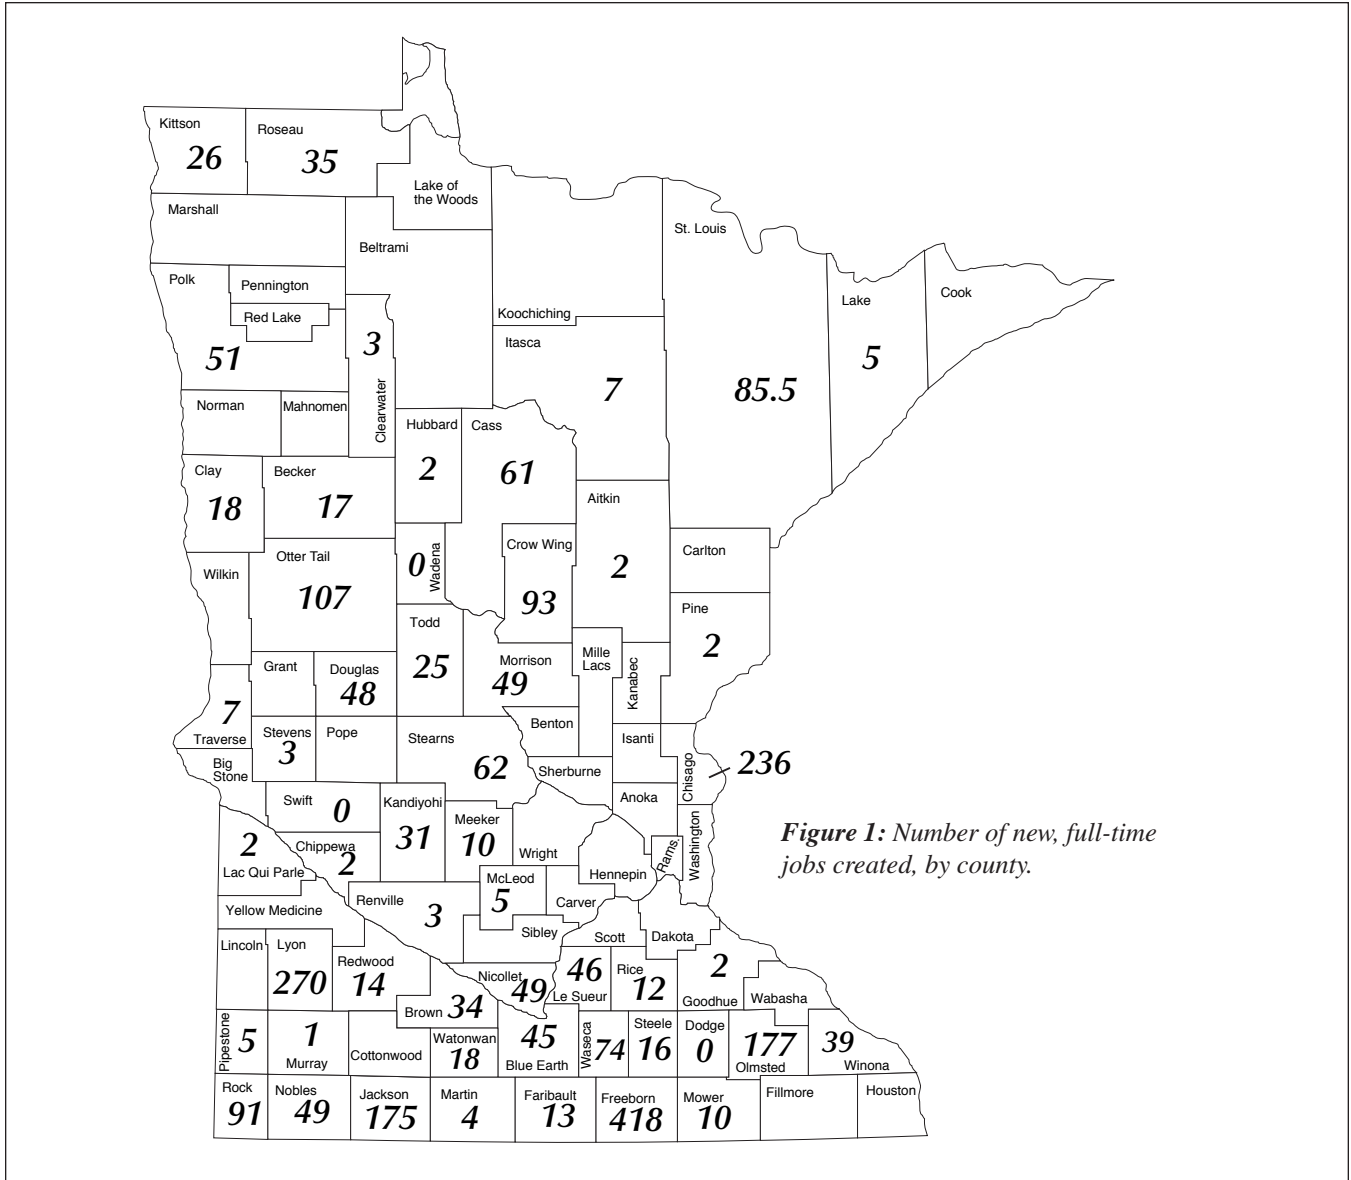 Kittson
26
Roseau
35
Lake of
the Woods
Marshall
Beltrami
St. Louis
85.5
Polk
51
Pennington
Red Lake
3
Clearwater
Koochiching
Itasca
7
Lake
5
Cook
Norman
Mahnomen
Hubbard
2
Cass
61
Clay
18
Becker
17
Aitkin
2
Otter Tail
107
0
Wadena
Crow Wing
93
Carlton
Wilkin
Pine
2
Todd
25
Morrison
49
Mille
Lacs
Kanabec
Grant
Douglas
48
7
Traverse
Stevens
3
Pope
Stearns
62
Benton
Isanti
Chisago
236
Big
Stone
Sherburne
Swift
0
Kandiyohi
31
Meeker
10
Anoka
Washington
Figure 1: Number of new, full-time
jobs created, by county.
2
Lac Qui Parle
Chippewa
2
Wright
Hennepin
Rams.
Renville
3
McLeod
5
Carver
Yellow Medicine
Sibley
Scott
Dakota
Lincoln
Lyon
270
Redwood
14
Nicollet
49
46
Le Sueur
Rice
12
2
Goodhue
Wabasha
Brown
34
Pipestone
5
1
Murray
Cottonwood
Watonwan
18
45
Blue Earth
Waseca
74
Steele
16
Dodge
0
177
Olmsted
39
Winona
Rock
91
Nobles
49
Jackson
175
Martin
4
Faribault
13
Freeborn
418
Mower
10
Fillmore
Houston